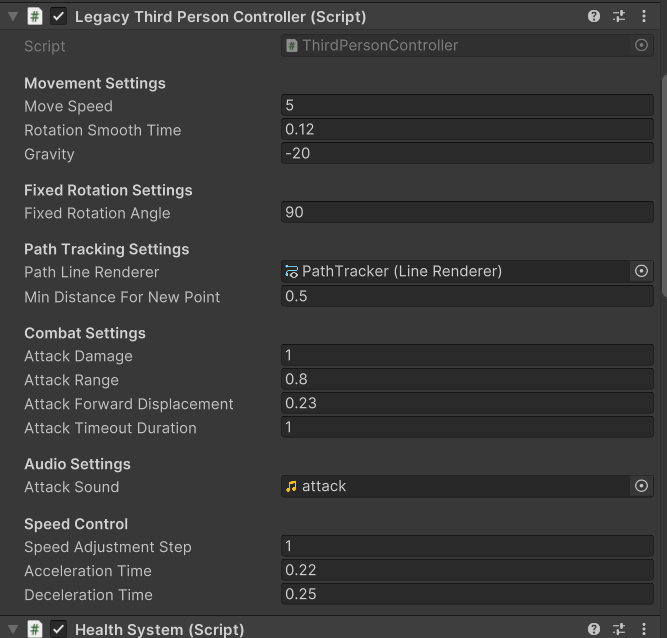 Legacy Third Person Controller (Script)
Script ThirdPersonController
Movement Settings
Move Speed 5
Rotation Smooth Time 0.12
Gravity -20
Fixed Rotation Settings
Fixed Rotation Angle 90
Path Tracking Settings
Path Line Renderer PathTracker (Line Renderer)
Min Distance For New Point 0.5
Combat Settings
Attack Damage 1
Attack Range 0.8
Attack Forward Displacement 0.23
Attack Timeout Duration 1
Audio Settings
Attack Sound attack
Speed Control
Speed Adjustment Step 1
Acceleration Time 0.22
Deceleration Time 0.25
Health System (Script)